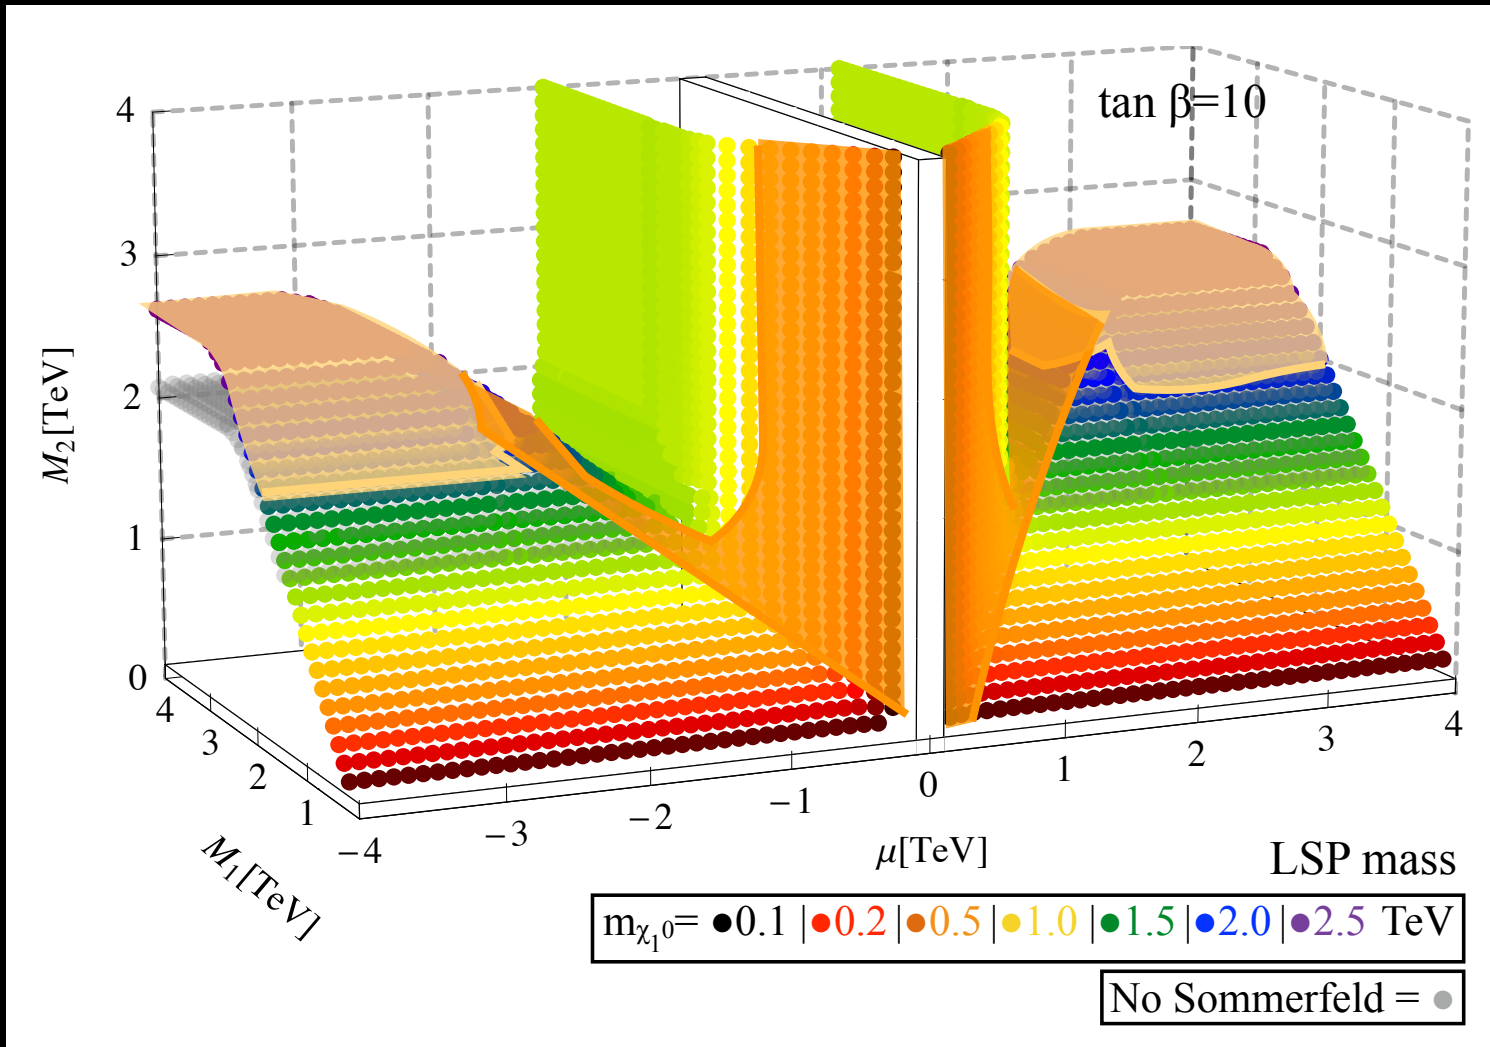 tan β=10
4
3
2
1
0
M₂[TeV]
4
3
2
1
M₁[TeV]
−4
−3
−2
−1
0
1
2
3
4
μ[TeV]
LSP mass
m_χ₁⁰= ●0.1 |●0.2|●0.5|●1.0|●1.5|●2.0|●2.5 TeV
No Sommerfeld = ●